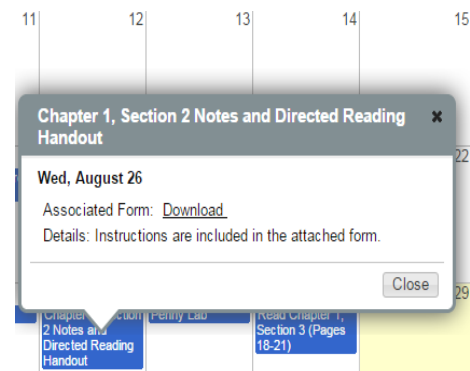 11 12 13 14 15
Chapter 1, Section 2 Notes and Directed Reading Handout ×
22
Wed, August 26
Associated Form: Download
Details: Instructions are included in the attached form.
Close
29
Chapter
2 Notes and
Directed Reading
Handout
Penny Lab
Read Chapter 1,
Section 3 (Pages
18-21)